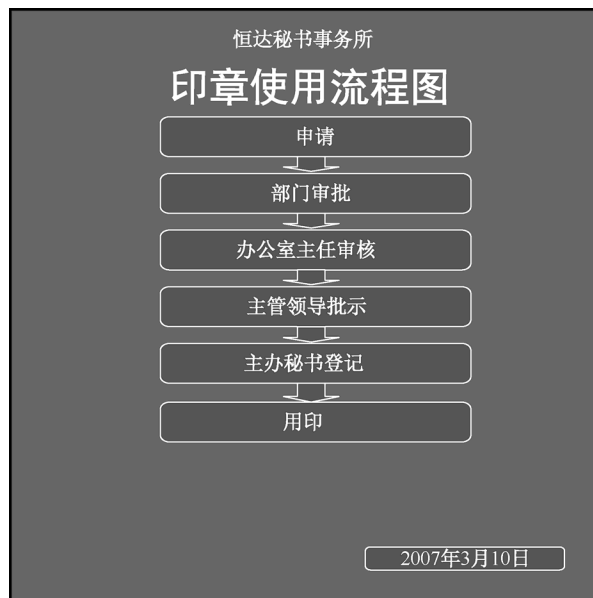 恒达秘书事务所
印章使用流程图
申请
部门审批
办公室主任审核
主管领导批示
主办秘书登记
用印
2007年3月10日